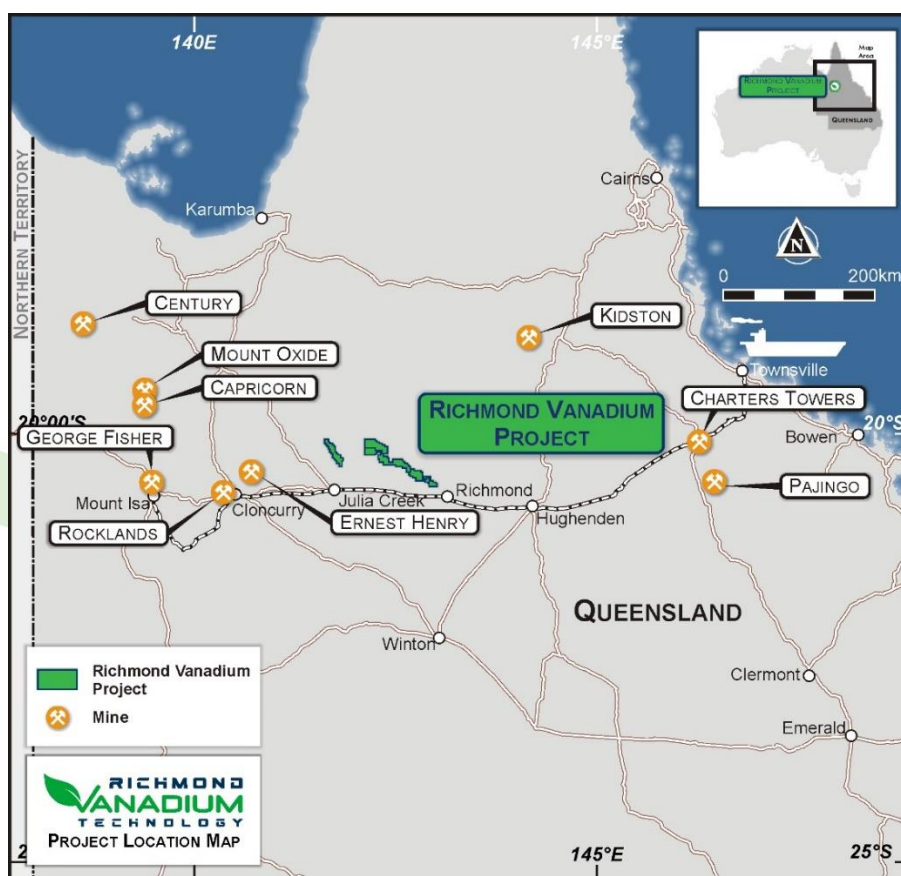 140E
145°E
Map
Area
RICHMOND VANADIUM
PROJECT
QUEENSLAND
NORTHERN TERRITORY
Cairns
Karumba
N
0 200km
CENTURY
KIDSTON
MOUNT OXIDE
CAPRICORN
Townsville
RICHMOND VANADIUM
PROJECT
CHARTERS TOWERS
20°00'S
20°S
GEORGE FISHER
Bowen
Mount Isa
Julia Creek
Richmond
PAJINGO
Cloncurry
ERNEST HENRY
Hughenden
ROCKLANDS
QUEENSLAND
Winton
Richmond Vanadium
Project
Mine
Clermont
Emerald
RICHMOND
VANADIUM
TECHNOLOGY
PROJECT LOCATION MAP
145°E
25°S